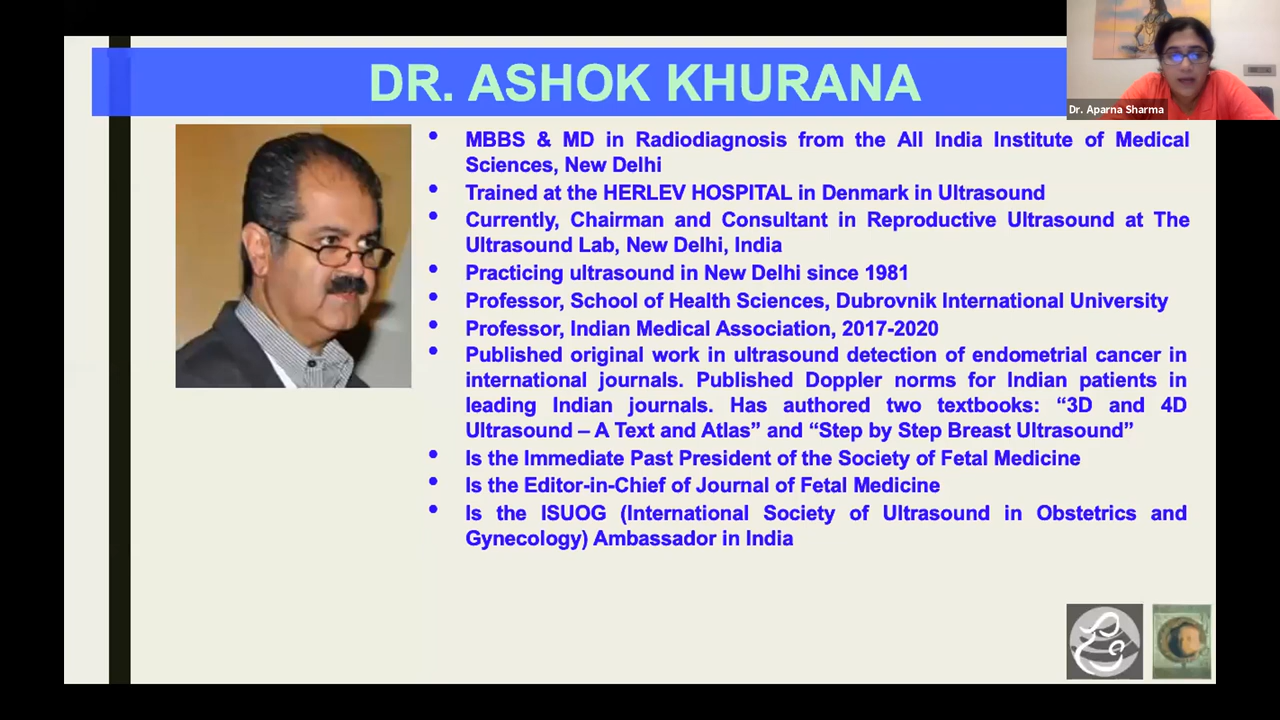 DR. ASHOK KHURANA
Dr. Aparna Sharma
• MBBS & MD in Radiodiagnosis from the All India Institute of Medical
Sciences, New Delhi
• Trained at the HERLEV HOSPITAL in Denmark in Ultrasound
• Currently, Chairman and Consultant in Reproductive Ultrasound at The
Ultrasound Lab, New Delhi, India
• Practicing ultrasound in New Delhi since 1981
• Professor, School of Health Sciences, Dubrovnik International University
• Professor, Indian Medical Association, 2017-2020
• Published original work in ultrasound detection of endometrial cancer in
international journals. Published Doppler norms for Indian patients in
leading Indian journals. Has authored two textbooks: “3D and 4D
Ultrasound – A Text and Atlas” and “Step by Step Breast Ultrasound”
• Is the Immediate Past President of the Society of Fetal Medicine
• Is the Editor-in-Chief of Journal of Fetal Medicine
• Is the ISUOG (International Society of Ultrasound in Obstetrics and
Gynecology) Ambassador in India